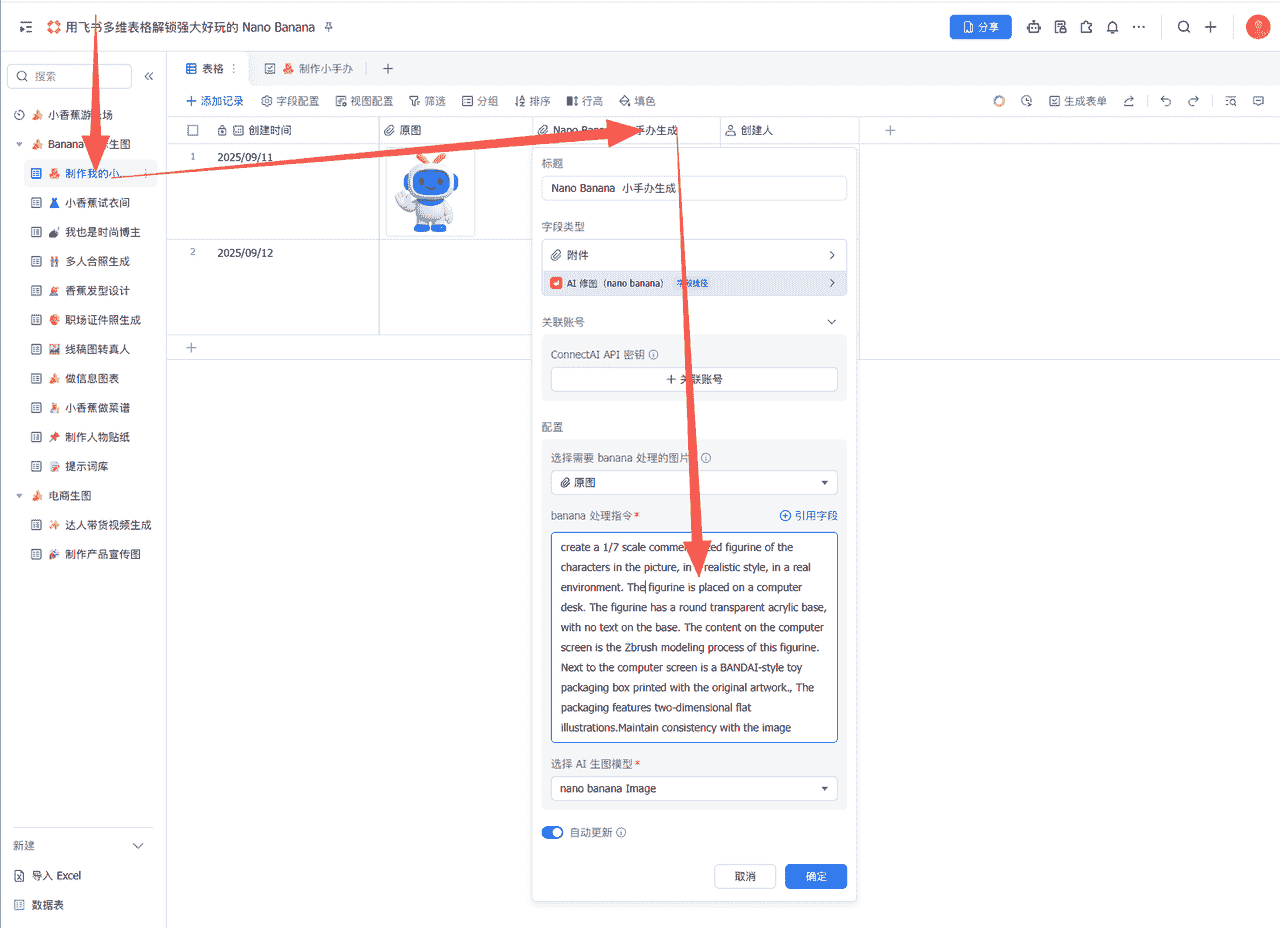 用飞书多维表格解锁强大好玩的 Nano Banana
分享
搜索
小香蕉游 场
Banana 生图
制作我的小...
小香蕉试衣间
我也是时尚博主
多人合照生成
香蕉发型设计
职场证件照生成
线稿图转真人
做信息图表
小香蕉做菜谱
制作人物贴纸
提示词库
电商生图
达人带货视频生成
制作产品宣传图
新建
导入 Excel
数据表
表格
制作小手办
添加记录
字段配置
视图配置
筛选
分组
排序
行高
填色
生成表单
创建时间
原图
Nano 手办生成
创建人
1
2025/09/11
2
2025/09/12
标题
Nano Banana 小手办生成
字段类型
附件
AI 修图（nano banana）
关联账号
ConnectAI API 密钥
关联账号
配置
选择需要 banana 处理的图片
原图
banana 处理指令*
引用字段
create a 1/7 scale figurine of the
characters in the picture, in realistic style, in a real
environment. The figurine is placed on a computer
desk. The figurine has a round transparent acrylic base,
with no text on the base. The content on the computer
screen is the Zbrush modeling process of this figurine.
Next to the computer screen is a BANDAI-style toy
packaging box printed with the original artwork., The
packaging features two-dimensional flat
illustrations.Maintain consistency with the image
选择 AI 生图模型*
nano banana Image
自动更新
取消
确定